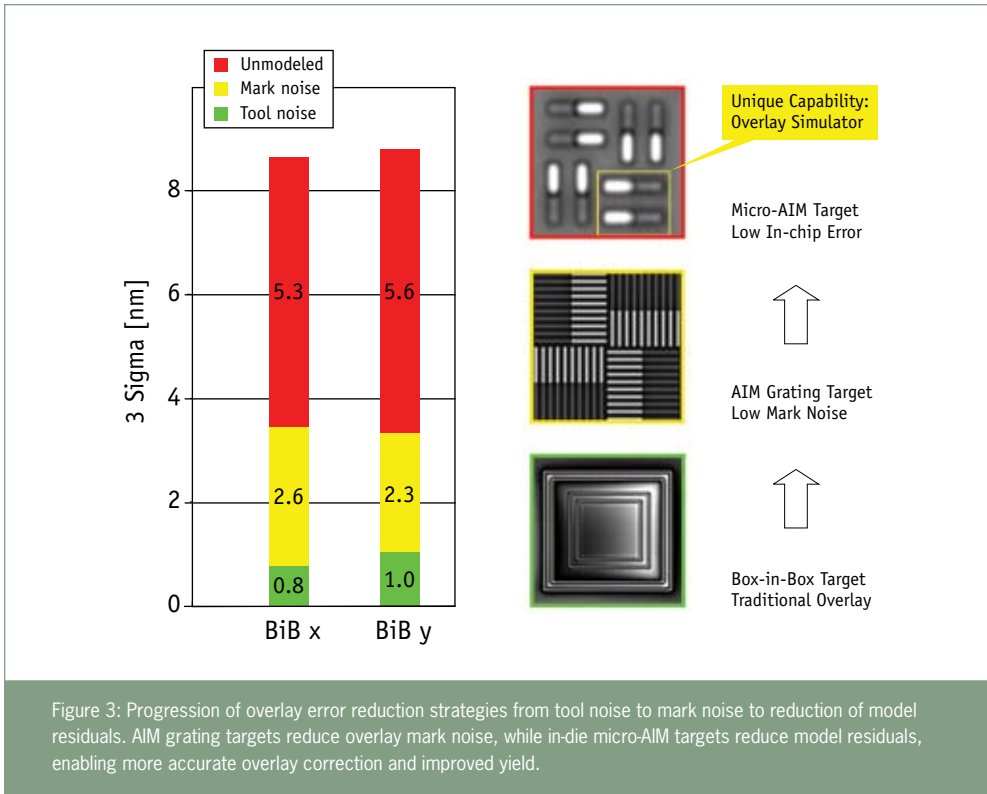 Unmodeled
Mark noise
Tool noise
3 Sigma [nm]
8
6
4
2
0
5.3
5.6
2.6
2.3
0.8
1.0
BiB x
BiB y
Unique Capability:
Overlay Simulator
Micro-AIM Target
Low In-chip Error
AIM Grating Target
Low Mark Noise
Box-in-Box Target
Traditional Overlay
Figure 3: Progression of overlay error reduction strategies from tool noise to mark noise to reduction of model
residuals. AIM grating targets reduce overlay mark noise, while in-die micro-AIM targets reduce model residuals,
enabling more accurate overlay correction and improved yield.